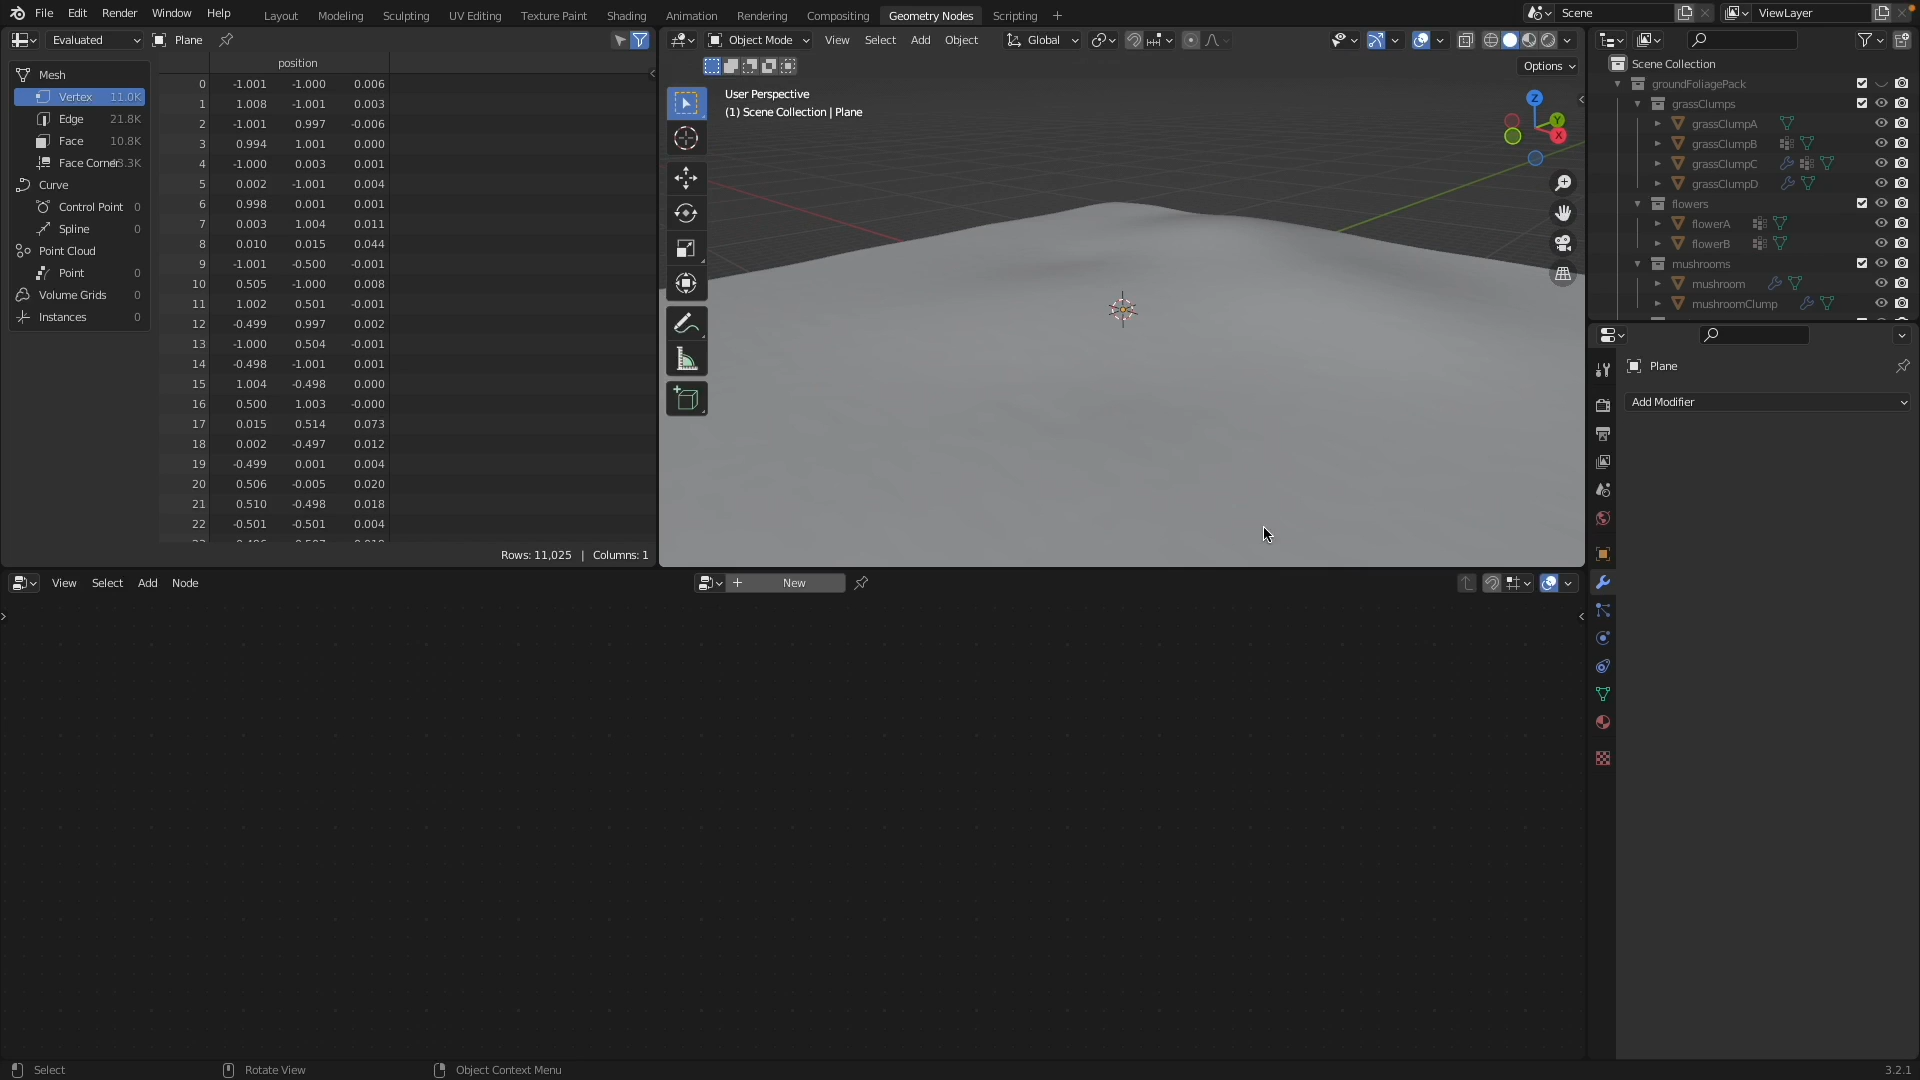 File Edit Render Window Help
Layout Modeling Sculpting UV Editing Texture Paint Shading Animation Rendering Compositing Geometry Nodes Scripting +
Scene
ViewLayer
Evaluated Plane
Object Mode View Select Add Object Global
Options
position
Mesh
Vertex 11.0K
Edge 21.8K
Face 10.8K
Face Corner
Curve
Control Point 0
Spline 0
Point Cloud
Point 0
Volume Grids 0
Instances 0
0 -1.001 -1.000 0.006
1 1.008 -1.001 0.003
2 -1.001 0.997 -0.006
3 0.994 1.001 0.000
4 -1.000 0.003 0.001
5 0.002 -1.001 0.004
6 0.998 0.001 0.001
7 0.003 1.004 0.011
8 0.010 0.015 0.044
9 -1.001 -0.500 -0.001
10 0.505 -1.000 0.008
11 1.002 0.501 -0.001
12 -0.499 0.997 0.002
13 -1.000 0.504 -0.001
14 -0.498 -1.001 0.001
15 1.004 -0.498 0.000
16 0.500 1.003 -0.000
17 0.015 0.514 0.073
18 0.002 -0.497 0.012
19 -0.499 0.001 0.004
20 0.506 -0.005 0.020
21 0.510 -0.498 0.018
22 -0.501 -0.501 0.004
Rows: 11,025 | Columns: 1
User Perspective
(1) Scene Collection | Plane
Z
Y
X
Scene Collection
groundFoliagePack
grassClumps
grassClumpA
grassClumpB
grassClumpC
grassClumpD
flowers
flowerA
flowerB
mushrooms
mushroom
mushroomClump
Plane
Add Modifier
View Select Add Node
+ New
Select Rotate View Object Context Menu
3.2.1